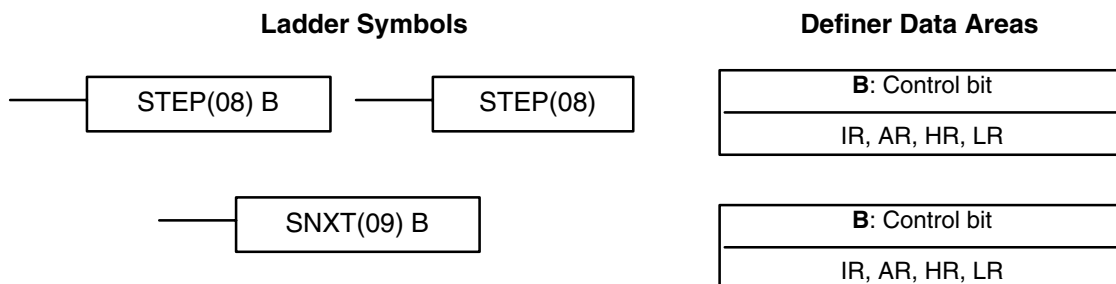 Ladder Symbols
Definer Data Areas
STEP(08) B
STEP(08)
B: Control bit
IR, AR, HR, LR
SNXT(09) B
B: Control bit
IR, AR, HR, LR